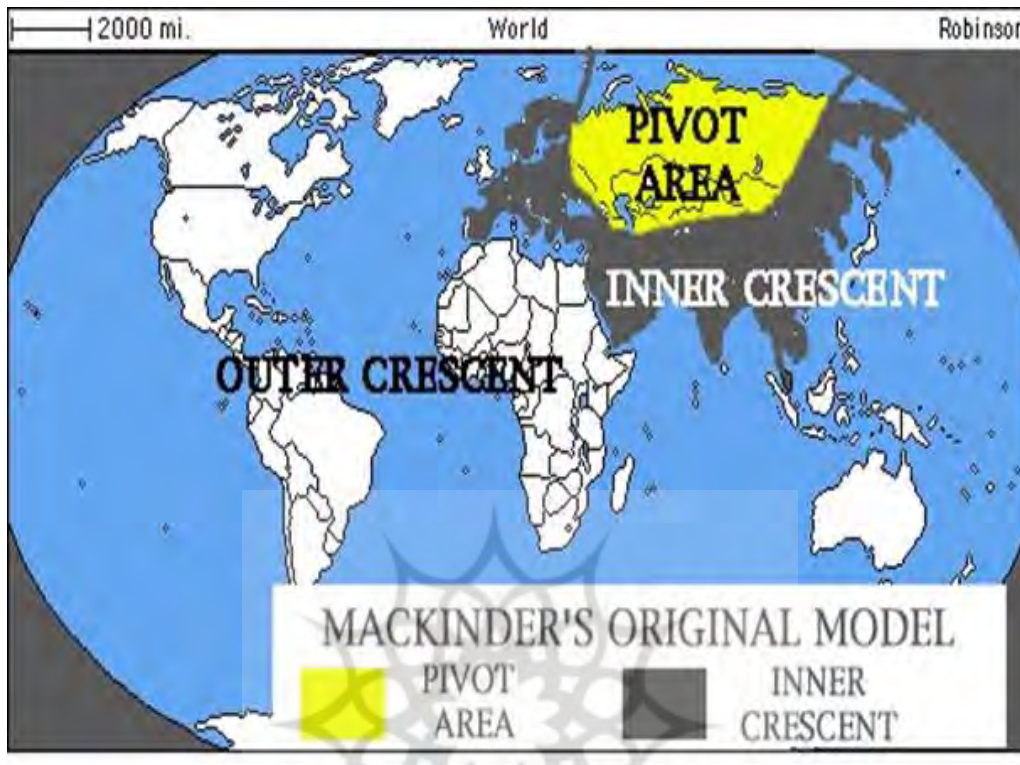 2000 mi.
World
Robinson
PIVOT
AREA
INNER CRESCENT
OUTER CRESCENT
MACKINDER'S ORIGINAL MODEL
PIVOT
AREA
INNER
CRESCENT